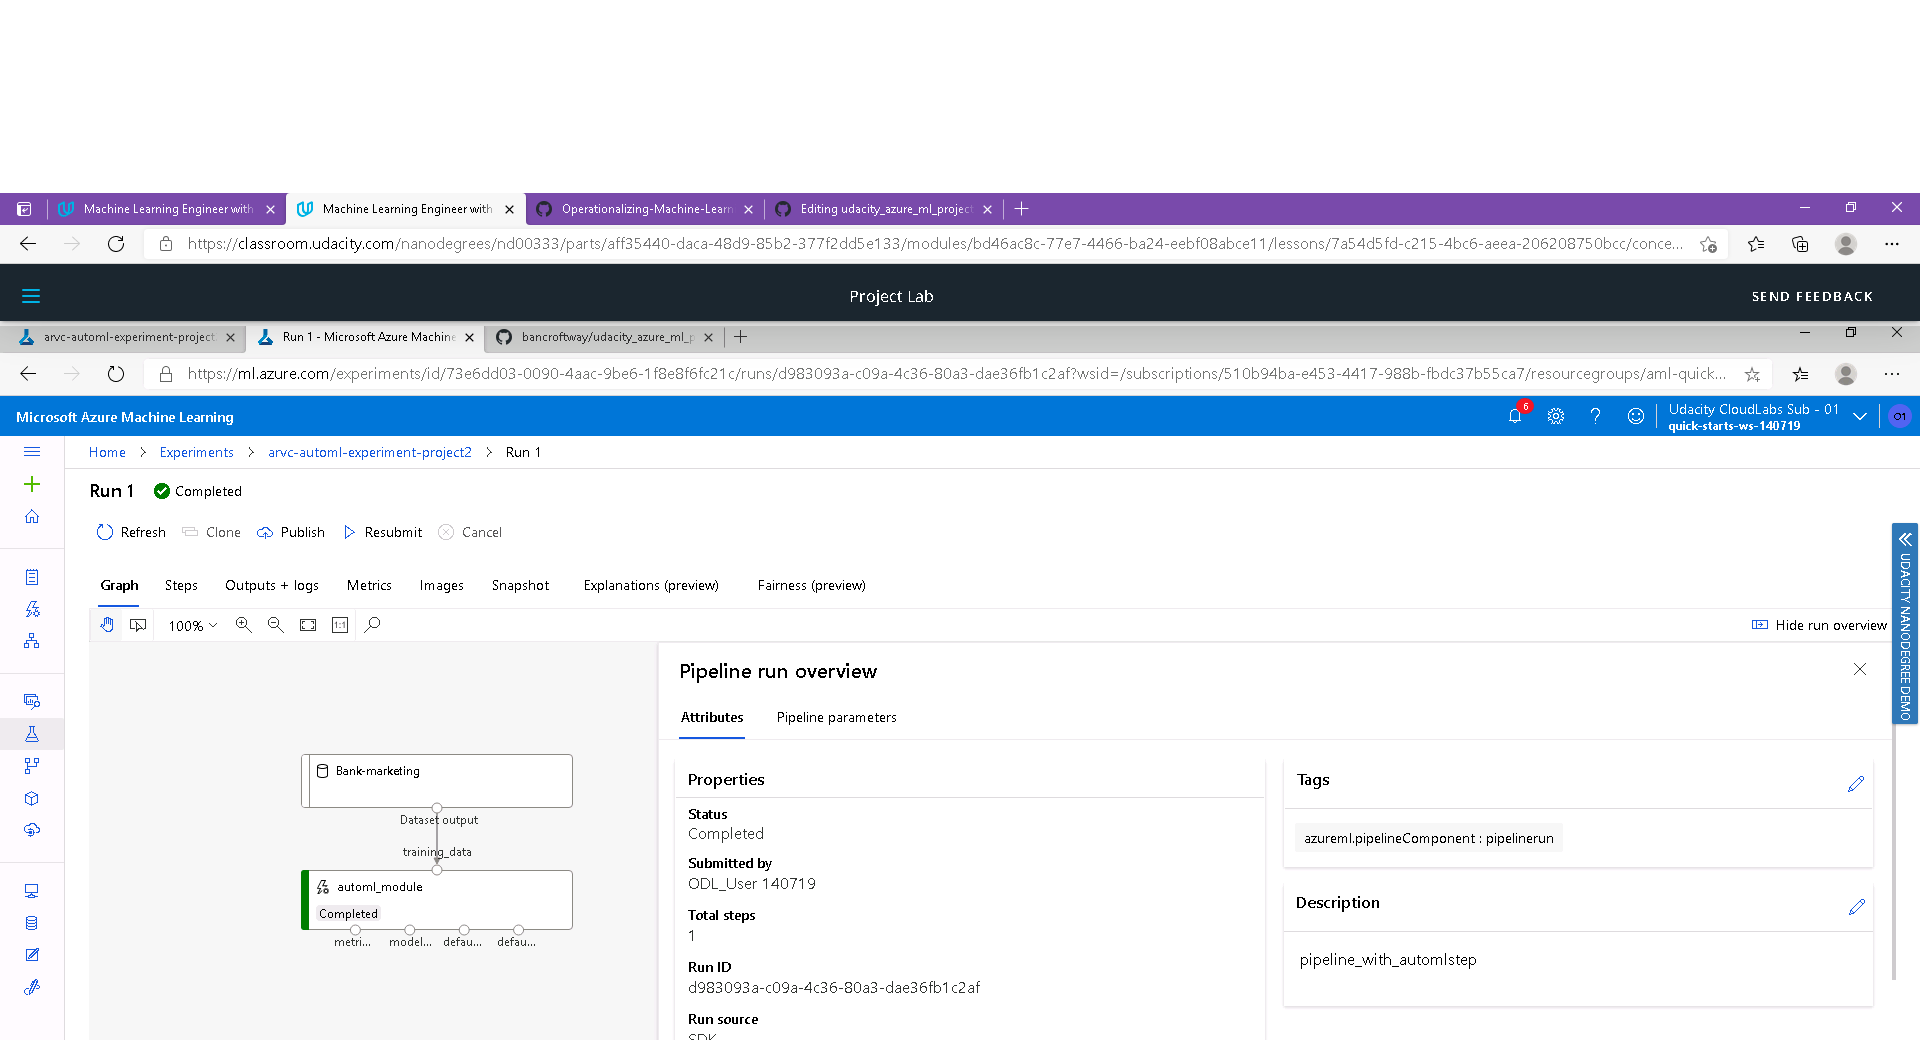 Machine Learning Engineer with
Machine Learning Engineer with
Operationalizing-Machine-Learn
Editing udacity_azure_ml_project
https://classroom.udacity.com/nanodegrees/nd00333/parts/aff35440-daca-48d9-85b2-377f2dd5e133/modules/bd46ac8c-77e7-4466-ba24-eebf08abce11/lessons/7a54d5fd-c215-4bc6-aeea-206208750bcc/conce...
Project Lab
SEND FEEDBACK
arvc-automl-experiment-project
Run 1 - Microsoft Azure Machine
bancroftway/udacity_azure_ml_p
https://ml.azure.com/experiments/id/73e6dd03-0090-4aac-9be6-1f8e8f6fc21c/runs/d983093a-c09a-4c36-80a3-dae36fb1c2af?wsid=/subscriptions/510b94ba-e453-4417-988b-fbdc37b55ca7/resourcegroups/aml-quick...
Microsoft Azure Machine Learning
6
Udacity CloudLabs Sub - 01
quick-starts-ws-140719
O1
Home > Experiments > arvc-automl-experiment-project2 > Run 1
Run 1 Completed
Refresh Clone Publish Resubmit Cancel
Graph Steps Outputs + logs Metrics Images Snapshot Explanations (preview) Fairness (preview)
100%
1:1
Hide run overview
UDACITY NANODEGREE DEMO
Bank-marketing
Dataset output
training_data
automl_module
Completed
metri... model... defau... defau...
Pipeline run overview
Attributes Pipeline parameters
Properties
Status
Completed
Submitted by
ODL_User 140719
Total steps
1
Run ID
d983093a-c09a-4c36-80a3-dae36fb1c2af
Run source
SDK
Tags
azureml.pipelineComponent : pipelinerun
Description
pipeline_with_automlstep